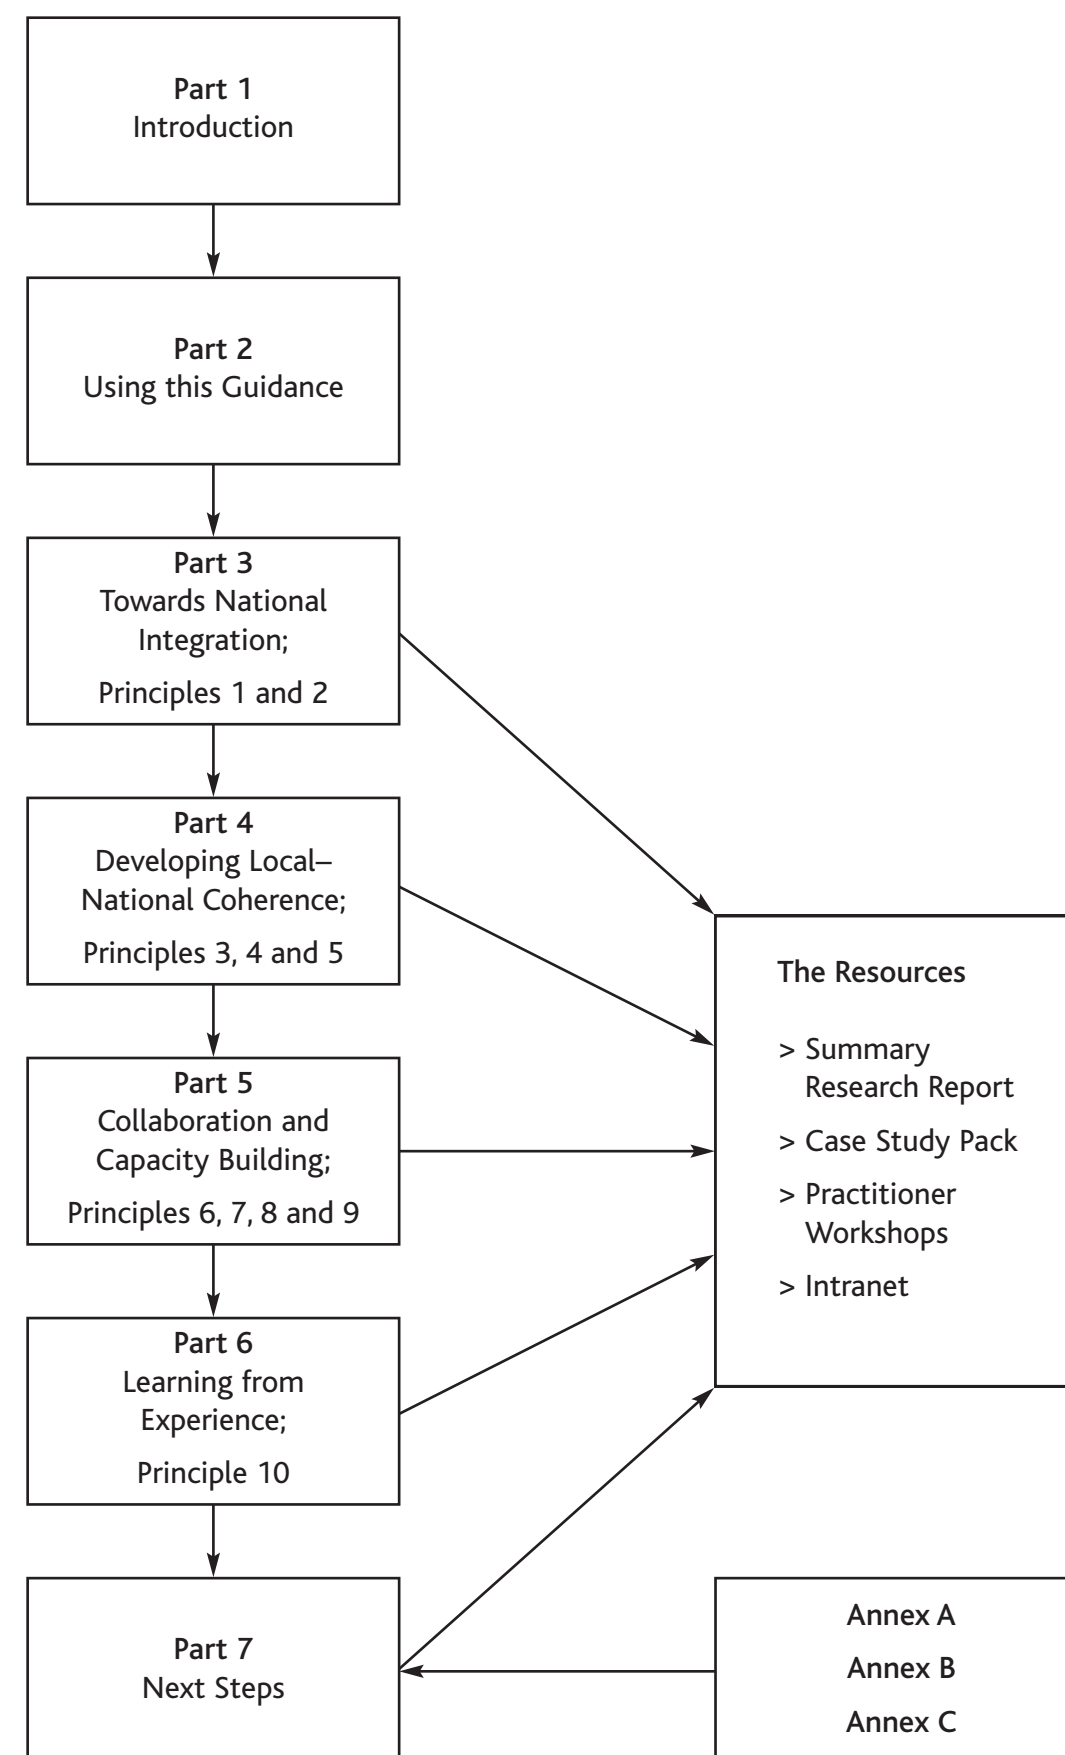 Part 1
Introduction
Part 2
Using this Guidance
Part 3
Towards National
Integration;
Principles 1 and 2
Part 4
Developing Local–
National Coherence;
Principles 3, 4 and 5
Part 5
Collaboration and
Capacity Building;
Principles 6, 7, 8 and 9
Part 6
Learning from
Experience;
Principle 10
Part 7
Next Steps
The Resources
> Summary
Research Report
> Case Study Pack
> Practitioner
Workshops
> Intranet
Annex A
Annex B
Annex C